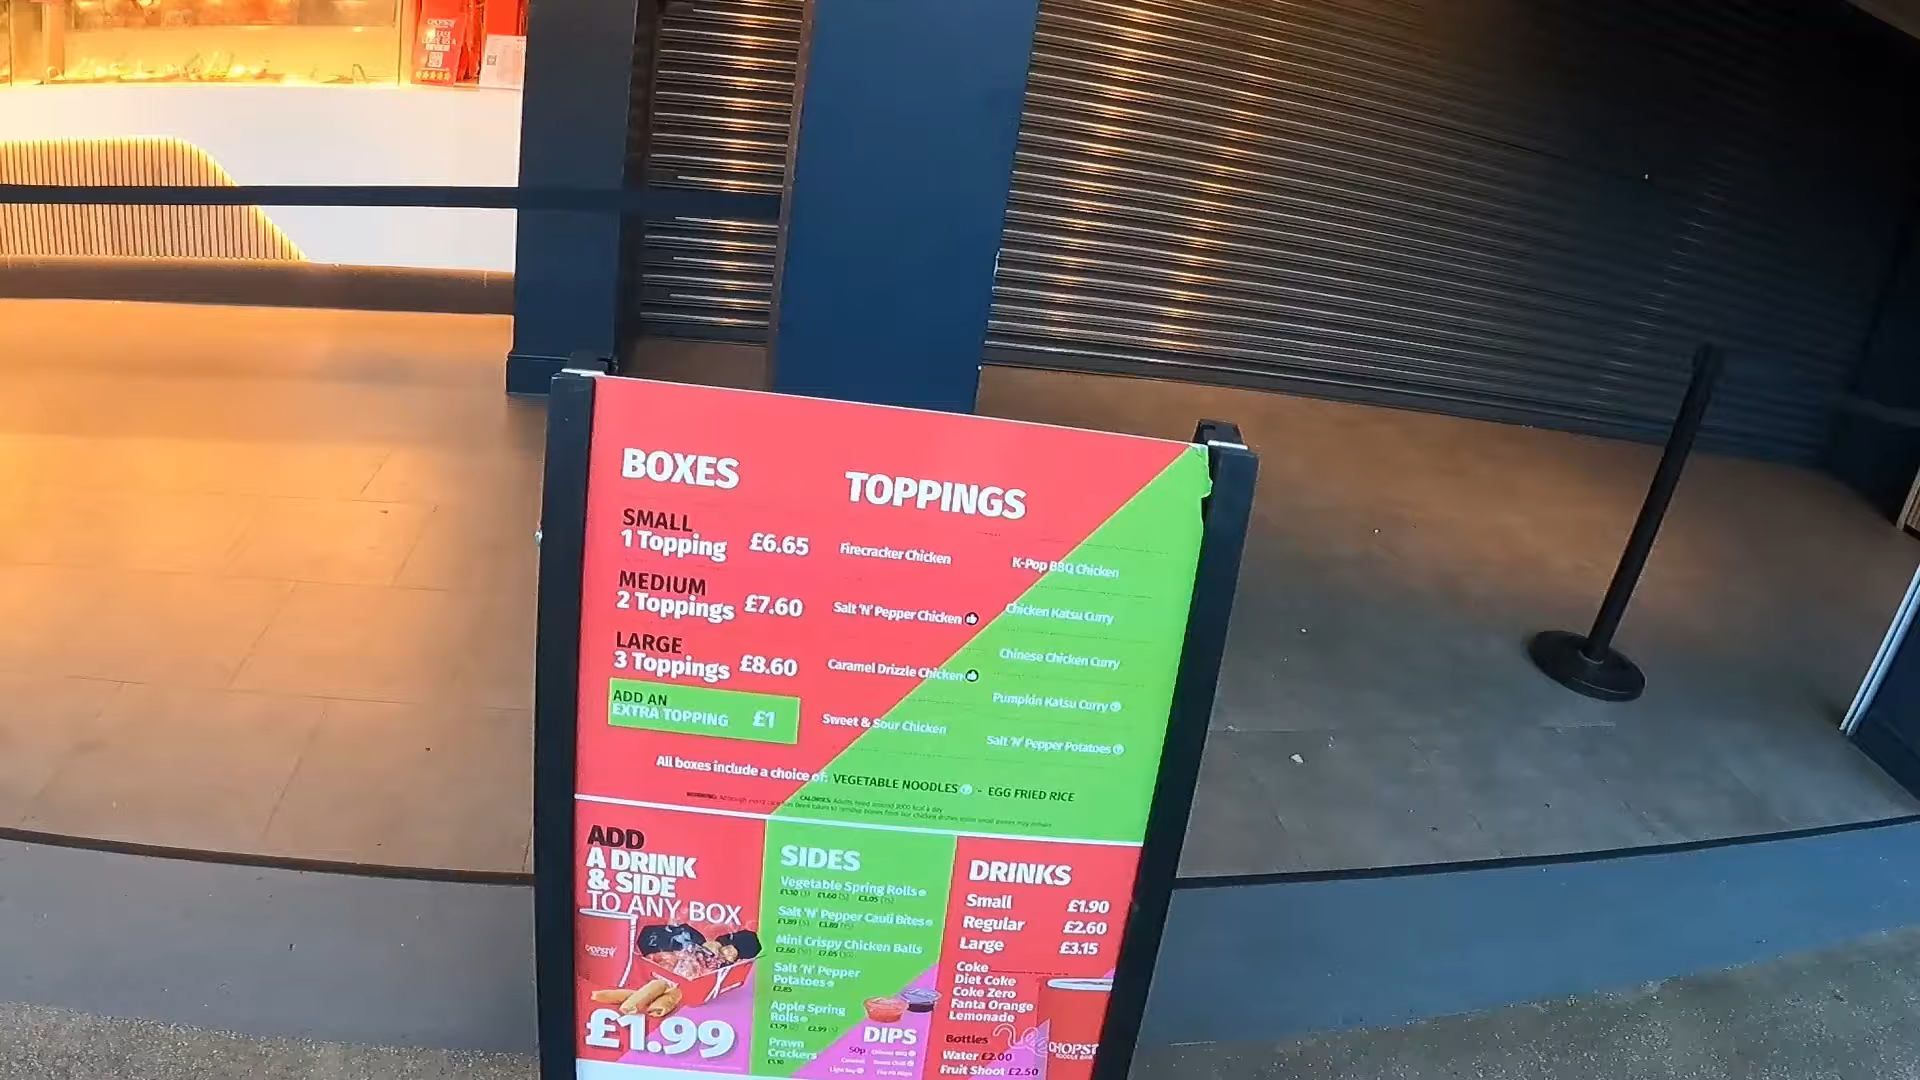 BOXES
SMALL
1 Topping £6.65
MEDIUM
2 Toppings £7.60
LARGE
3 Toppings £8.60
ADD AN
EXTRA TOPPING £1
TOPPINGS
Firecracker Chicken
Salt 'N' Pepper Chicken
Caramel Drizzle Chicken
Sweet & Sour Chicken
K-Pop BBQ Chicken
Chicken Katsu Curry
Chinese Chicken Curry
Pumpkin Katsu Curry
Salt 'N' Pepper Potatoes
All boxes include a choice of: VEGETABLE NOODLES - EGG FRIED RICE
ADD
A DRINK
& SIDE
TO ANY BOX
£1.99
SIDES
Vegetable Spring Rolls
Salt 'N' Pepper Cauli Bites
Mini Crispy Chicken Balls
Salt 'N' Pepper
Potatoes
Apple Spring
Rolls
Prawn
Crackers
DIPS
50p
DRINKS
Small £1.90
Regular £2.60
Large £3.15
Coke
Diet Coke
Coke Zero
Fanta Orange
Lemonade
Bottles
Water £2.00
Fruit Shoot £2.50